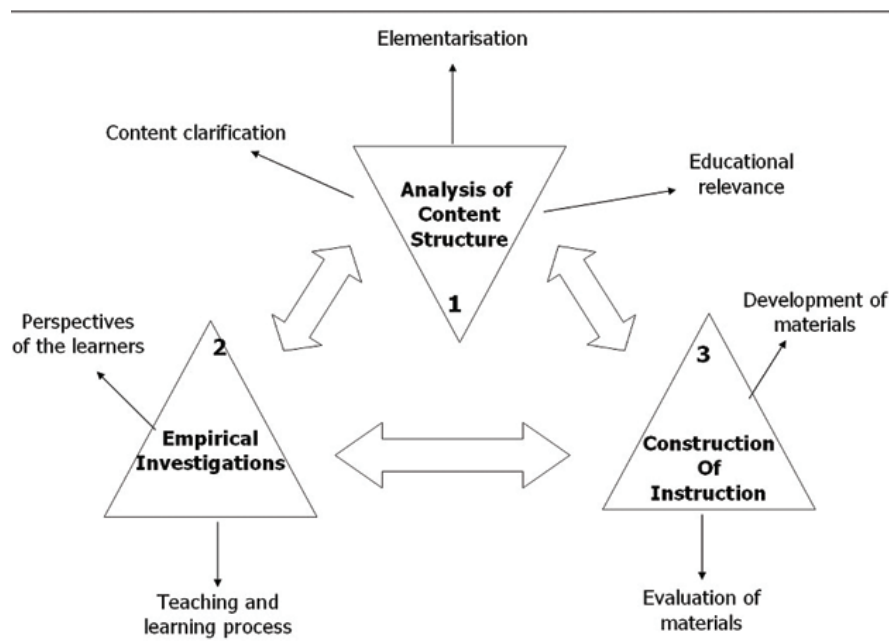 Elementarisation
Content clarification
Analysis of
Content
Structure
1
Educational
relevance
Perspectives
of the learners
2
Empirical
Investigations
Teaching and
learning process
Development of
materials
3
Construction
Of
Instruction
Evaluation of
materials